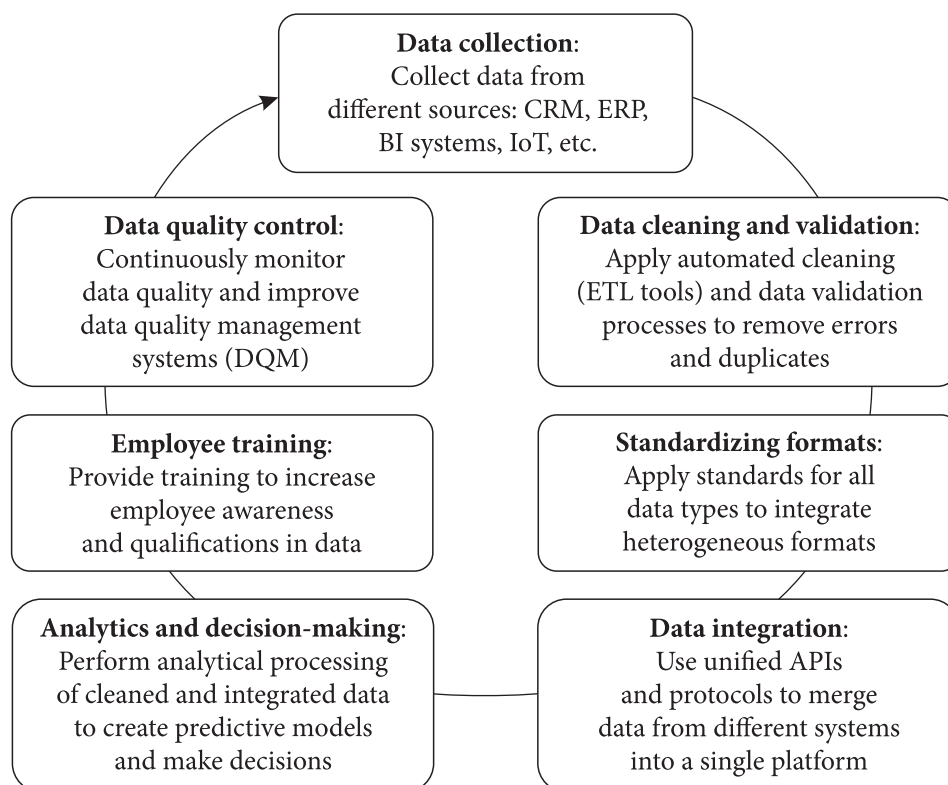 Data collection:
Collect data from
different sources: CRM, ERP,
BI systems, IoT, etc.
Data cleaning and validation:
Apply automated cleaning
(ETL tools) and data validation
processes to remove errors
and duplicates
Standardizing formats:
Apply standards for all
data types to integrate
heterogeneous formats
Data integration:
Use unified APIs
and protocols to merge
data from different systems
into a single platform
Analytics and decision-making:
Perform analytical processing
of cleaned and integrated data
to create predictive models
and make decisions
Employee training:
Provide training to increase
employee awareness
and qualifications in data
Data quality control:
Continuously monitor
data quality and improve
data quality management
systems (DQM)